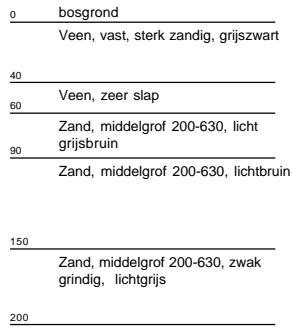 0 bosgrond
Veen, vast, sterk zandig, grijszwart
40
Veen, zeer slap
60
Zand, middelgrof 200-630, licht
grijsbruin
90
Zand, middelgrof 200-630, lichtbruin
150
Zand, middelgrof 200-630, zwak
grindig, lichtgrijs
200